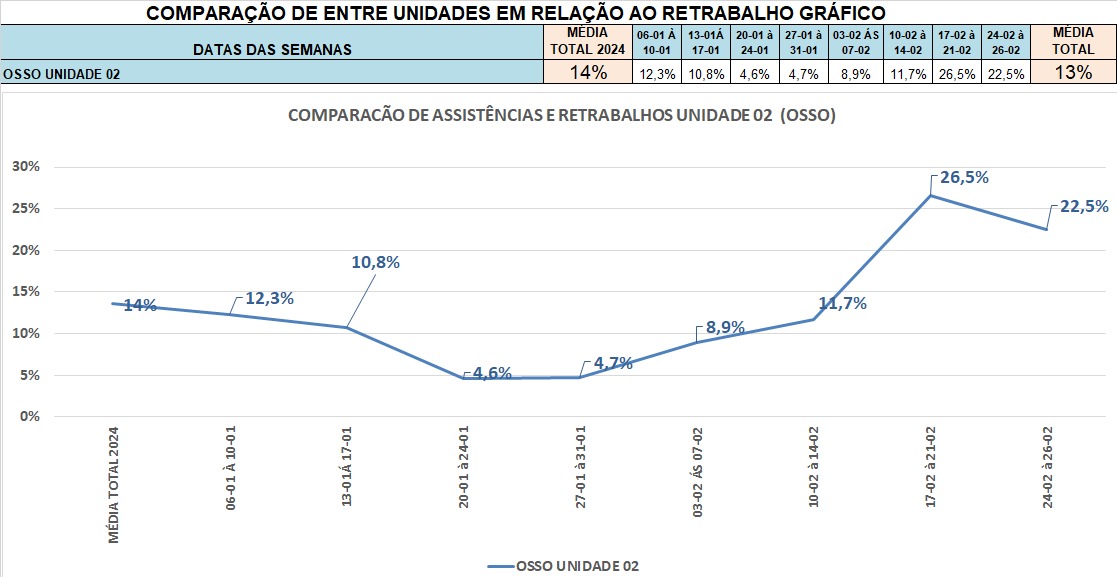 COMPARAÇÃO DE ENTRE UNIDADES EM RELAÇÃO AO RETRABALHO GRÁFICO
DATAS DAS SEMANAS
MÉDIA
TOTAL 2024
06-01 À
10-01
13-01Á
17-01
20-01 à
24-01
27-01 à
31-01
03-02 ÁS
07-02
10-02 à
14-02
17-02 à
21-02
24-02 à
26-02
MÉDIA
TOTAL
OSSO UNIDADE 02 14% 12,3% 10,8% 4,6% 4,7% 8,9% 11,7% 26,5% 22,5% 13%
COMPARACÃO DE ASSISTÊNCIAS E RETRABALHOS UNIDADE 02 (OSSO)
30%
25%
20%
15%
10%
5%
0%
14%
12,3%
10,8%
4,6%
4,7%
8,9%
11,7%
26,5%
22,5%
MÉDIA TOTAL 2024
06-01 À 10-01
13-01Á 17-01
20-01 à 24-01
27-01 à 31-01
03-02 ÁS 07-02
10-02 à 14-02
17-02 à 21-02
24-02 à 26-02
OSSO UNIDADE 02